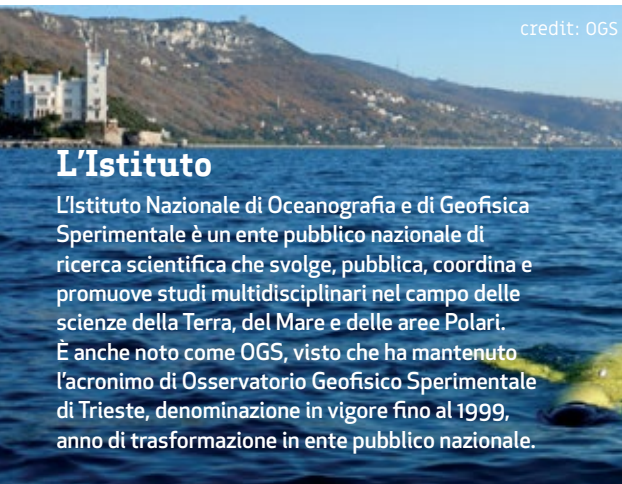 credit: OGS
L’Istituto
L’Istituto Nazionale di Oceanografia e di Geofisica
Sperimentale è un ente pubblico nazionale di
ricerca scientifica che svolge, pubblica, coordina e
promuove studi multidisciplinari nel campo delle
scienze della Terra, del Mare e delle aree Polari.
È anche noto come OGS, visto che ha mantenuto
l’acronimo di Osservatorio Geofisico Sperimentale
di Trieste, denominazione in vigore fino al 1999,
anno di trasformazione in ente pubblico nazionale.